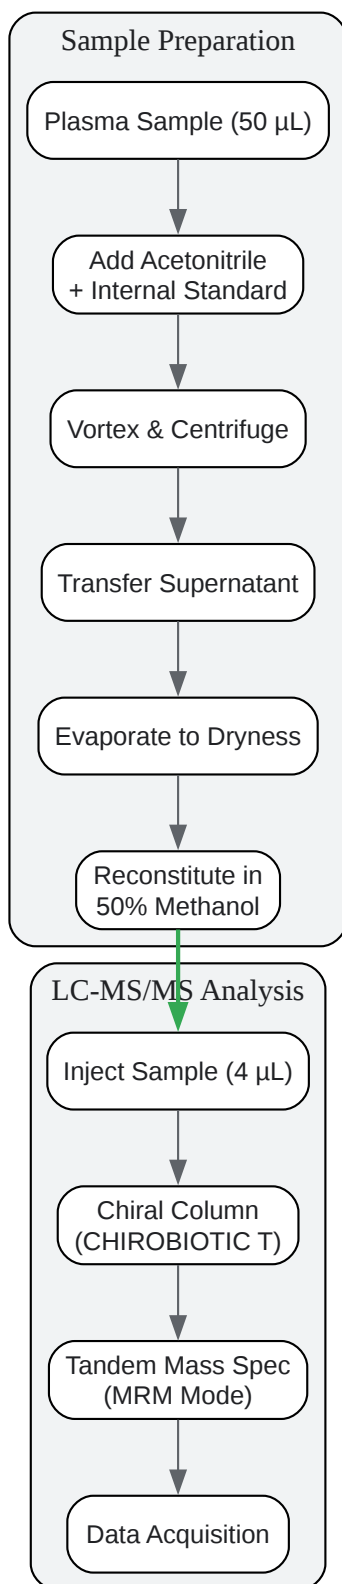 Sample Preparation
Plasma Sample (50 µL)
Add Acetonitrile
+ Internal Standard
Vortex & Centrifuge
Transfer Supernatant
Evaporate to Dryness
Reconstitute in
50% Methanol
LC-MS/MS Analysis
Inject Sample (4 µL)
Chiral Column
(CHIROBIOTIC T)
Tandem Mass Spec
(MRM Mode)
Data Acquisition